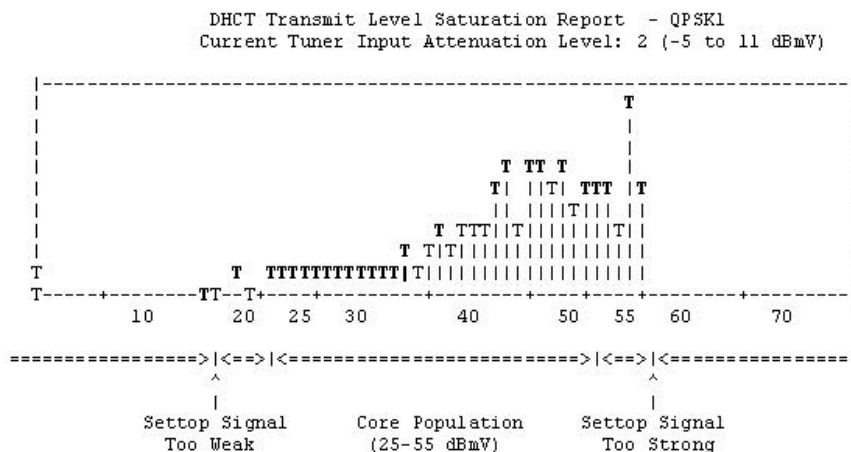 DHCT Transmit Level Saturation Report - QPSK1
Current Tuner Input Attenuation Level: 2 (-5 to 11 dBmV)
|---------------------------------------------------------------------------
|                                                       T
|                                                       |
|                                                       |
|                                           T  TT T     |
|                                          T|  ||T|  TTT|T
|                                          ||  |||T |||||
|                                     T  TTT||T|||||||T||
|                                  T  TT|T||||||||||||||||
T                  T  TTTTTTTTTTTT|T|||||||||||||||||||||
T-----+---------TT--T+----+---------+---------+----+---------+---------
10 20 25 30 40 50 55 60 70
==================>|<==>|<=============================>|<==>|<==================
^ ^
| |
Settop Signal Core Population Settop Signal
Too Weak (25-55 dBmV) Too Strong